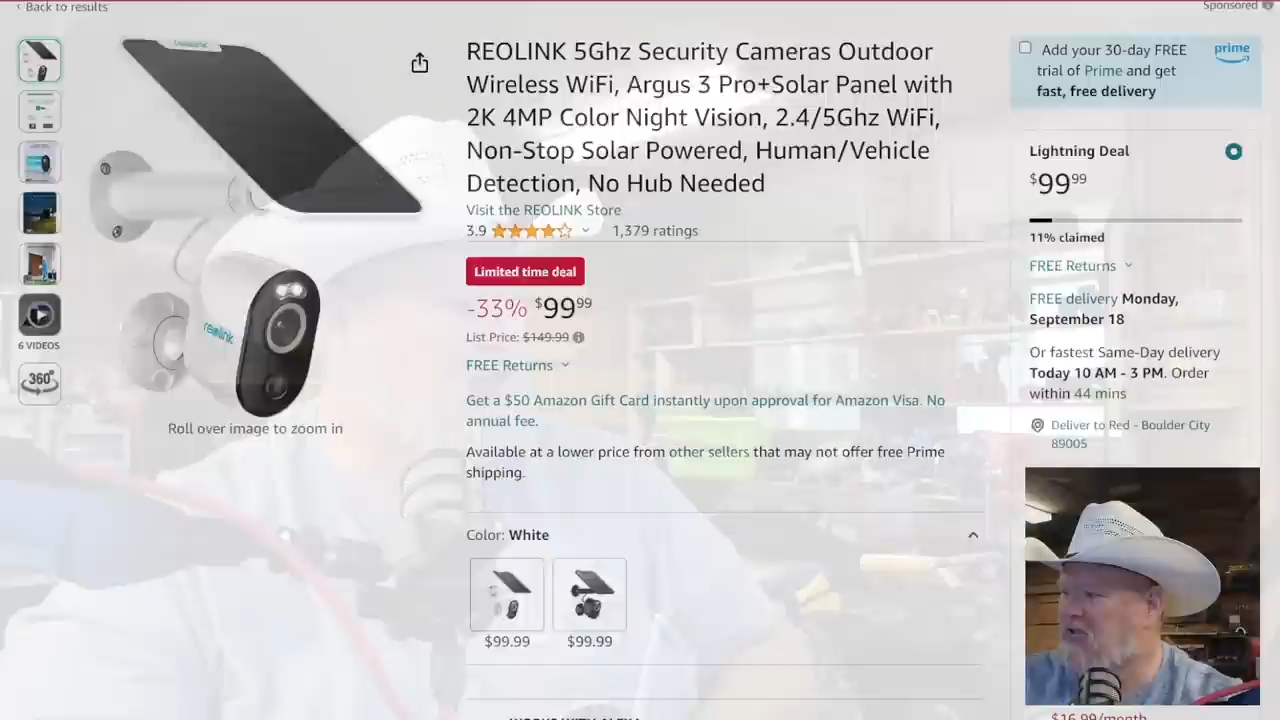 ‹ Back to results
Sponsored
REOLINK 5Ghz Security Cameras Outdoor
Wireless WiFi, Argus 3 Pro+Solar Panel with
2K 4MP Color Night Vision, 2.4/5Ghz WiFi,
Non-Stop Solar Powered, Human/Vehicle
Detection, No Hub Needed
Visit the REOLINK Store
3.9 1,379 ratings
Limited time deal
-33% $99 99
List Price: $149.99
FREE Returns
Get a $50 Amazon Gift Card instantly upon approval for Amazon Visa. No
annual fee.
Available at a lower price from other sellers that may not offer free Prime
shipping.
Color: White
$99.99 $99.99
reolink
6 VIDEOS
360°
Roll over image to zoom in
Add your 30-day FREE
trial of Prime and get
fast, free delivery
prime
Lightning Deal
$99 99
11% claimed
FREE Returns
FREE delivery Monday,
September 18
Or fastest Same-Day delivery
Today 10 AM - 3 PM. Order
within 44 mins
Deliver to Red - Boulder City
89005
$16.99/month
WORKS WITH ALEXA